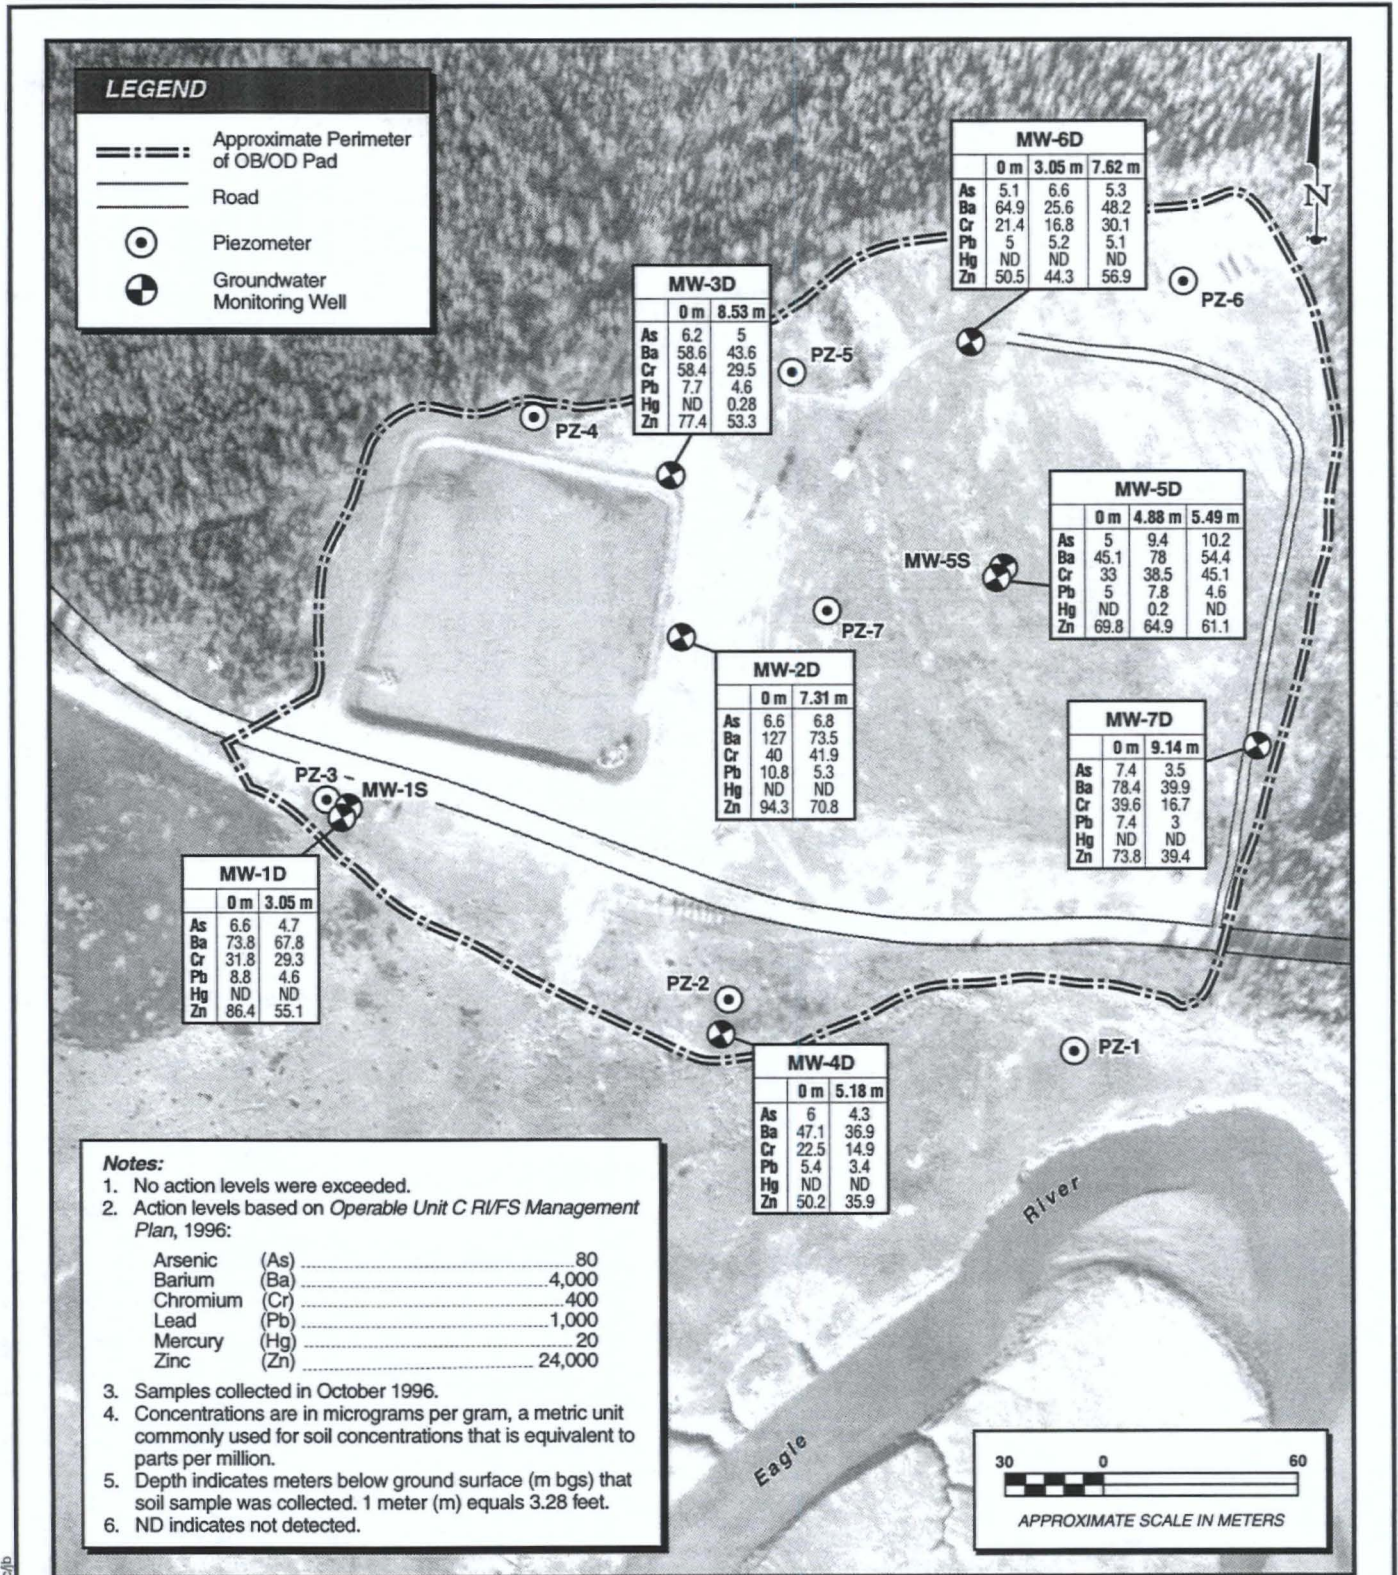 LEGEND
Approximate Perimeter
of OB/OD Pad
Road
Piezometer
Groundwater
Monitoring Well
N
MW-6D
0 m 3.05 m 7.62 m
As 5.1 6.6 5.3
Ba 64.9 25.6 48.2
Cr 21.4 16.8 30.1
Pb 5 5.2 5.1
Hg ND ND ND
Zn 50.5 44.3 56.9
PZ-6
MW-3D
0 m 8.53 m
As 6.2 5
Ba 58.6 43.6
Cr 58.4 29.5
Pb 7.7 4.6
Hg ND 0.28
Zn 77.4 53.3
PZ-5
PZ-4
MW-5D
0 m 4.88 m 5.49 m
As 5 9.4 10.2
Ba 45.1 78 54.4
Cr 33 38.5 45.1
Pb 5 7.8 4.6
Hg ND 0.2 ND
Zn 69.8 64.9 61.1
MW-5S
PZ-7
MW-2D
0 m 7.31 m
As 6.6 6.8
Ba 127 73.5
Cr 40 41.9
Pb 10.8 5.3
Hg ND ND
Zn 94.3 70.8
MW-7D
0 m 9.14 m
As 7.4 3.5
Ba 78.4 39.9
Cr 39.6 16.7
Pb 7.4 3
Hg ND ND
Zn 73.8 39.4
PZ-3
MW-1S
MW-1D
0 m 3.05 m
As 6.6 4.7
Ba 73.8 67.8
Cr 31.8 29.3
Pb 8.8 4.6
Hg ND ND
Zn 86.4 55.1
PZ-2
PZ-1
MW-4D
0 m 5.18 m
As 6 4.3
Ba 47.1 36.9
Cr 22.5 14.9
Pb 5.4 3.4
Hg ND ND
Zn 50.2 35.9
Eagle River
Notes:
1. No action levels were exceeded.
2. Action levels based on Operable Unit C RI/FS Management
Plan, 1996:
Arsenic (As) 80
Barium (Ba) 4,000
Chromium (Cr) 400
Lead (Pb) 1,000
Mercury (Hg) 20
Zinc (Zn) 24,000
3. Samples collected in October 1996.
4. Concentrations are in micrograms per gram, a metric unit
commonly used for soil concentrations that is equivalent to
parts per million.
5. Depth indicates meters below ground surface (m bgs) that
soil sample was collected. 1 meter (m) equals 3.28 feet.
6. ND indicates not detected.
30 0 60
APPROXIMATE SCALE IN METERS